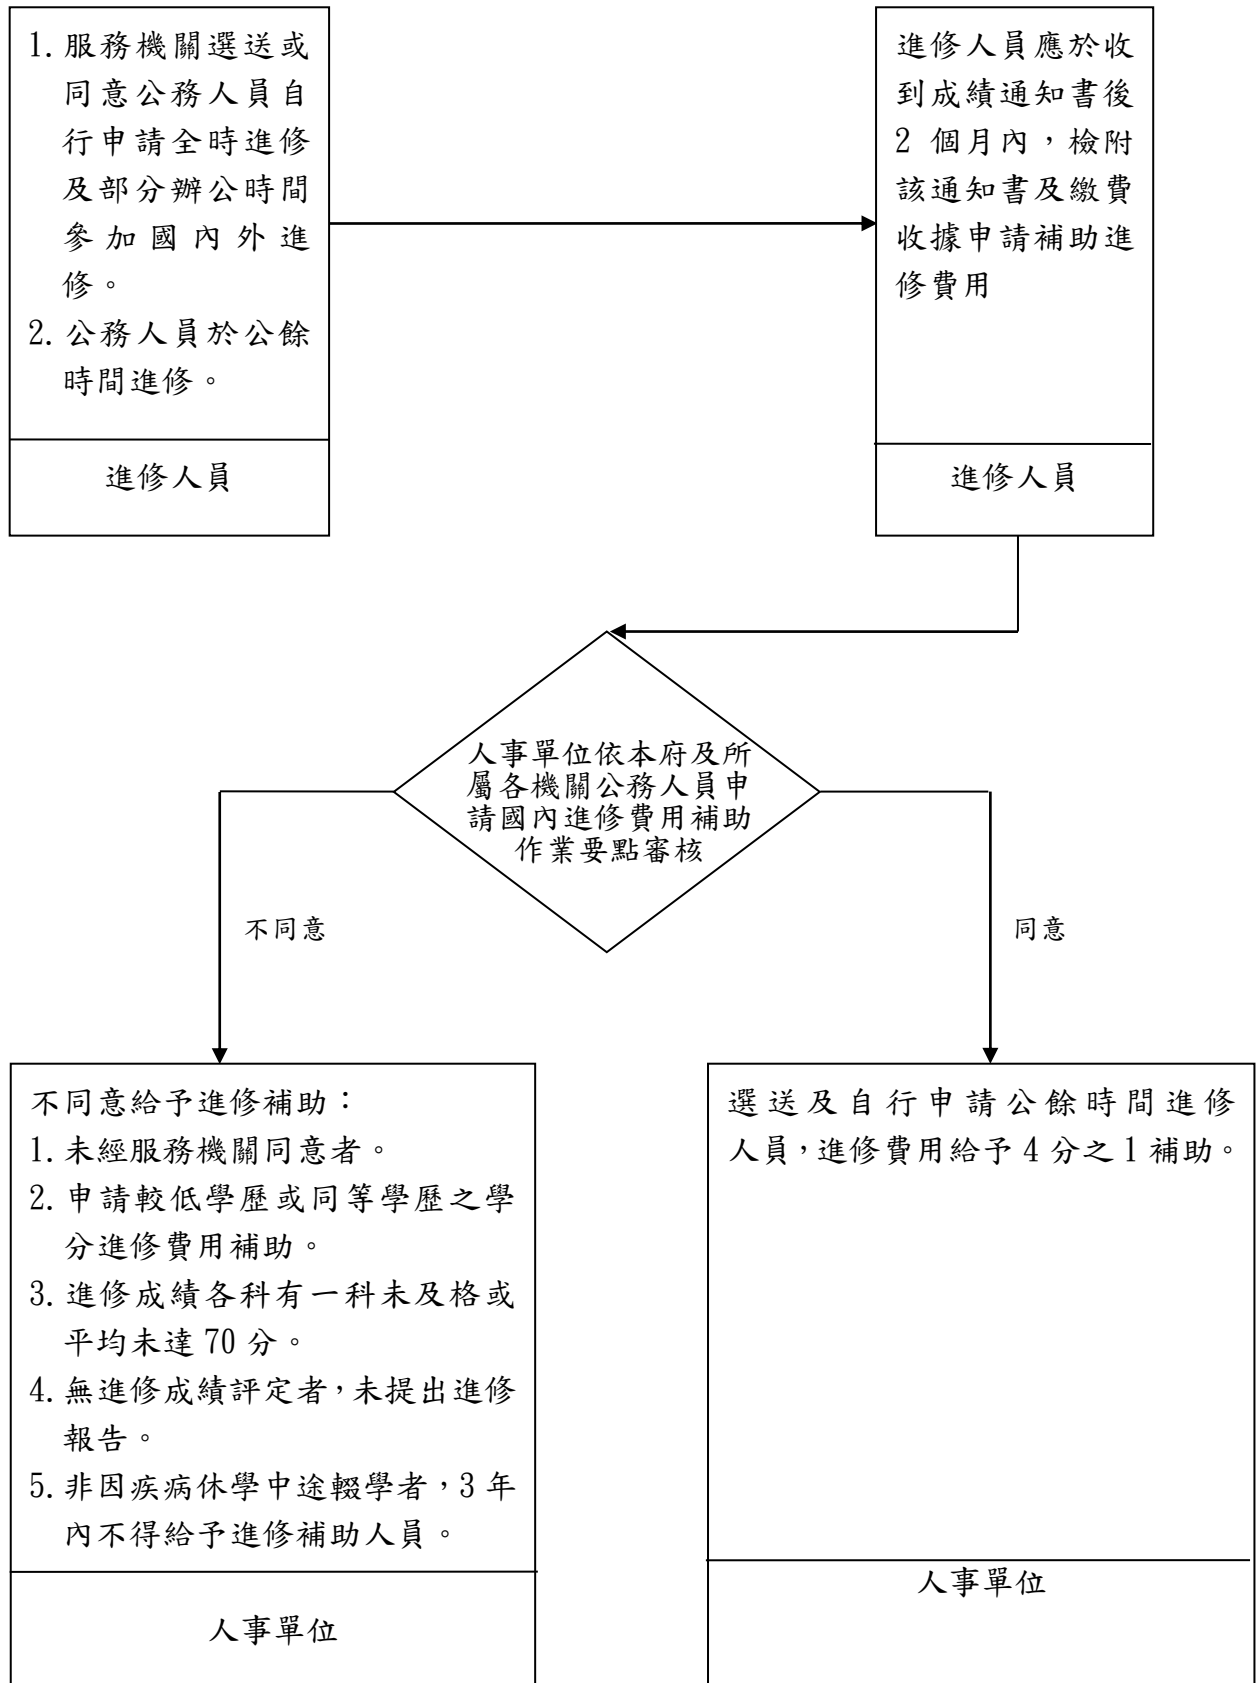 1. 服務機關選送或
同意公務人員自
行申請全時進修
及部分辦公時間
參加國內外進
修。
2. 公務人員於公餘
時間進修。
進修人員
進修人員應於收
到成績通知書後
2 個月內，檢附
該通知書及繳費
收據申請補助進
修費用
進修人員
人事單位依本府及所
屬各機關公務人員申
請國內進修費用補助
作業要點審核
不同意
同意
不同意給予進修補助：
1. 未經服務機關同意者。
2. 申請較低學歷或同等學歷之學
分進修費用補助。
3. 進修成績各科有一科未及格或
平均未達 70 分。
4. 無進修成績評定者，未提出進修
報告。
5. 非因疾病休學中途輟學者，3 年
內不得給予進修補助人員。
人事單位
選送及自行申請公餘時間進修
人員，進修費用給予 4 分之 1 補助。
人事單位